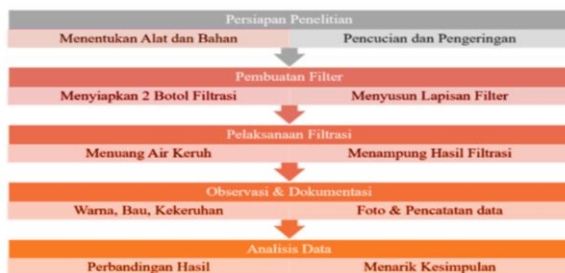 Persiapan Penelitian
Menentukan Alat dan Bahan Pencucian dan Pengeringan
Pembuatan Filter
Menyiapkan 2 Botol Filtrasi Menyusun Lapisan Filter
Pelaksanaan Filtrasi
Menuang Air Keruh Menampung Hasil Filtrasi
Observasi & Dokumentasi
Warna, Bau, Kekeruhan Foto & Pencatatan data
Analisis Data
Perbandingan Hasil Menarik Kesimpulan